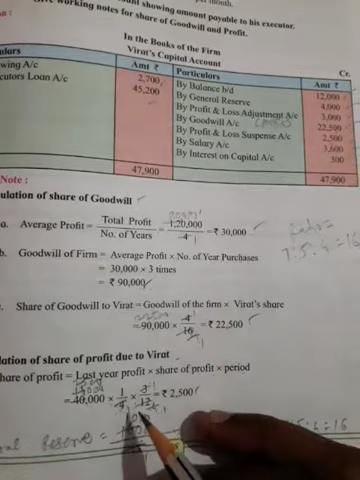 working notes for share of Goodwill and Profit.
account showing amount payable to his executor.
In the Books of the Firm
Virat's Capital Account
Cr.
Amt ₹ Particulars Amt ₹
wing A/c 2,700 By Balance b/d 12,000
cutors Loan A/c 45,200 By General Reserve 4,000
By Profit & Loss Adjustment A/c 3,000
By Goodwill A/c 22,500
By Profit & Loss Suspense A/c 2,500
By Salary A/c 3,600
By Interest on Capital A/c 300
47,900 47,900
Note :
ulation of share of Goodwill
a. Average Profit = Total Profit / No. of Years = 1,20,000 / 4 = ₹ 30,000
b. Goodwill of Firm = Average Profit × No. of Year Purchases
= 30,000 × 3 times
= ₹ 90,000
Share of Goodwill to Virat = Goodwill of the firm × Virat's share
= 90,000 × 4/16 = ₹ 22,500
lation of share of profit due to Virat
hare of profit = Last year profit × share of profit × period
= 40,000 × 1/4 × 3/12 = ₹ 2,500
Reserve =